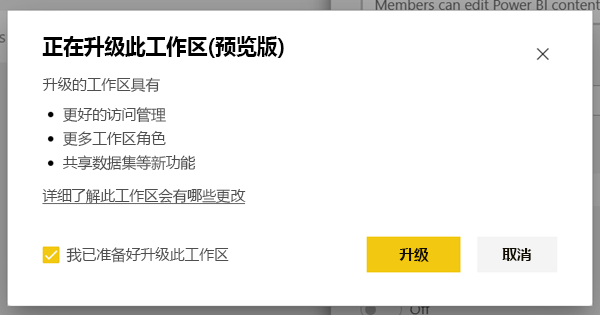 Members can edit Power BI content
正在升级此工作区(预览版)
升级的工作区具有
更好的访问管理
更多工作区角色
共享数据集等新功能
详细了解此工作区会有哪些更改
我已准备好升级此工作区
升级
取消
Off